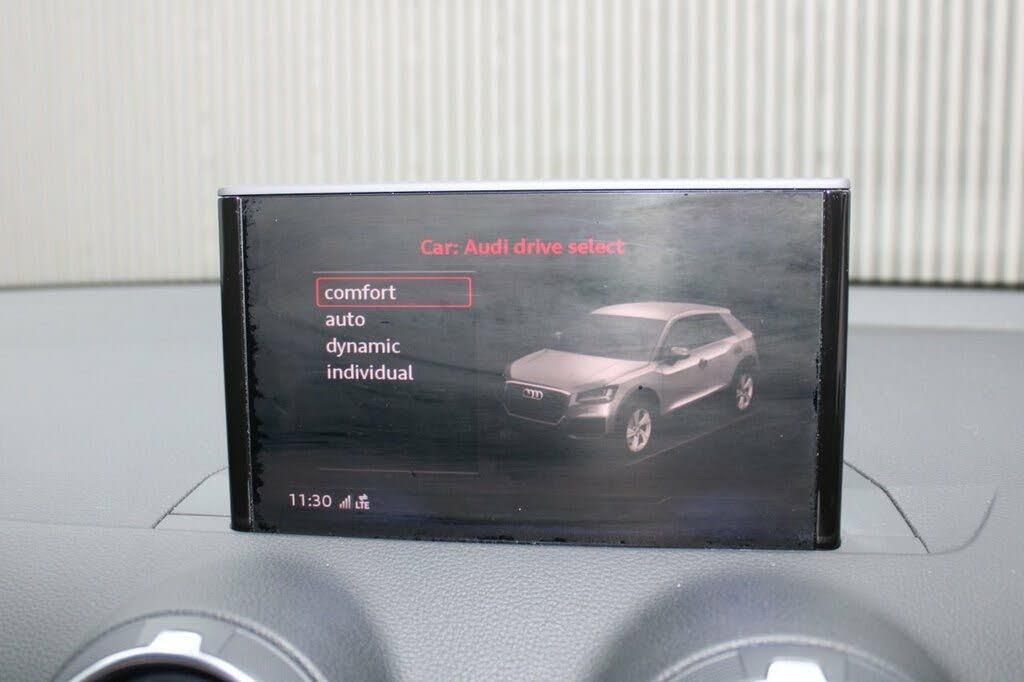 Car: Audi drive select
comfort
auto
dynamic
individual
11:30 LTE